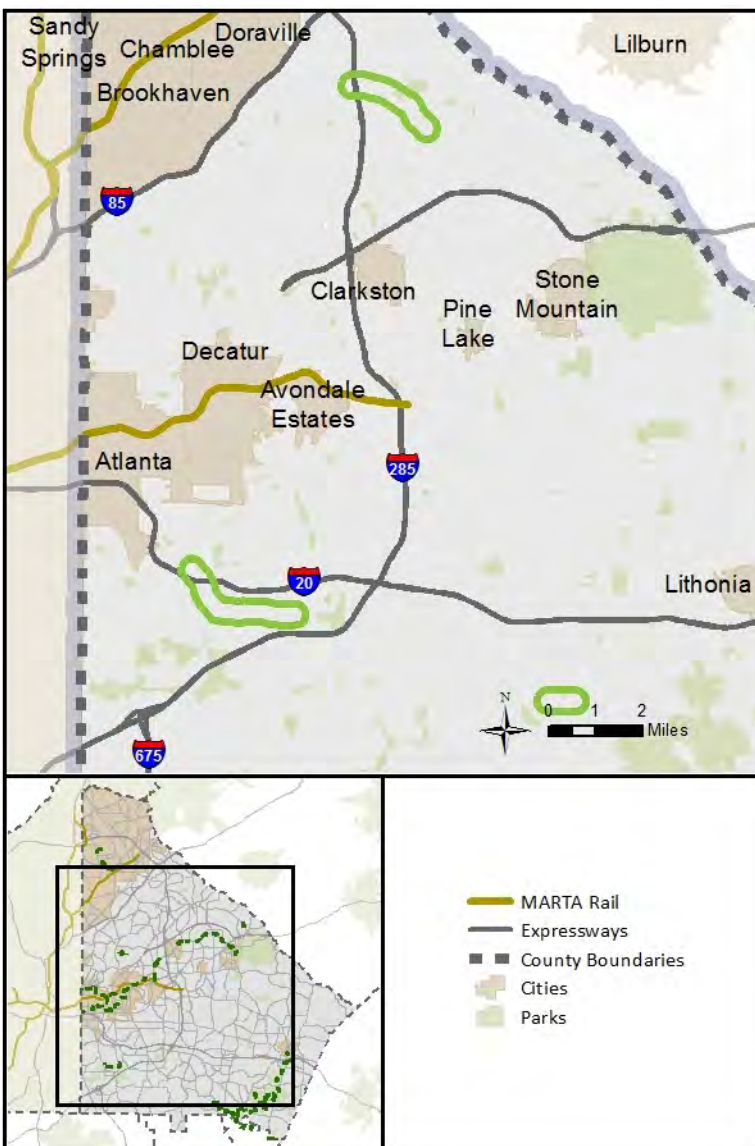 Sandy
Springs
Chamblee
Doraville
Brookhaven
Lilburn
85
Clarkston
Stone
Mountain
Pine
Lake
Decatur
Avondale
Estates
Atlanta
285
20
Lithonia
N
0 1 2
Miles
675
MARTA Rail
Expressways
County Boundaries
Cities
Parks